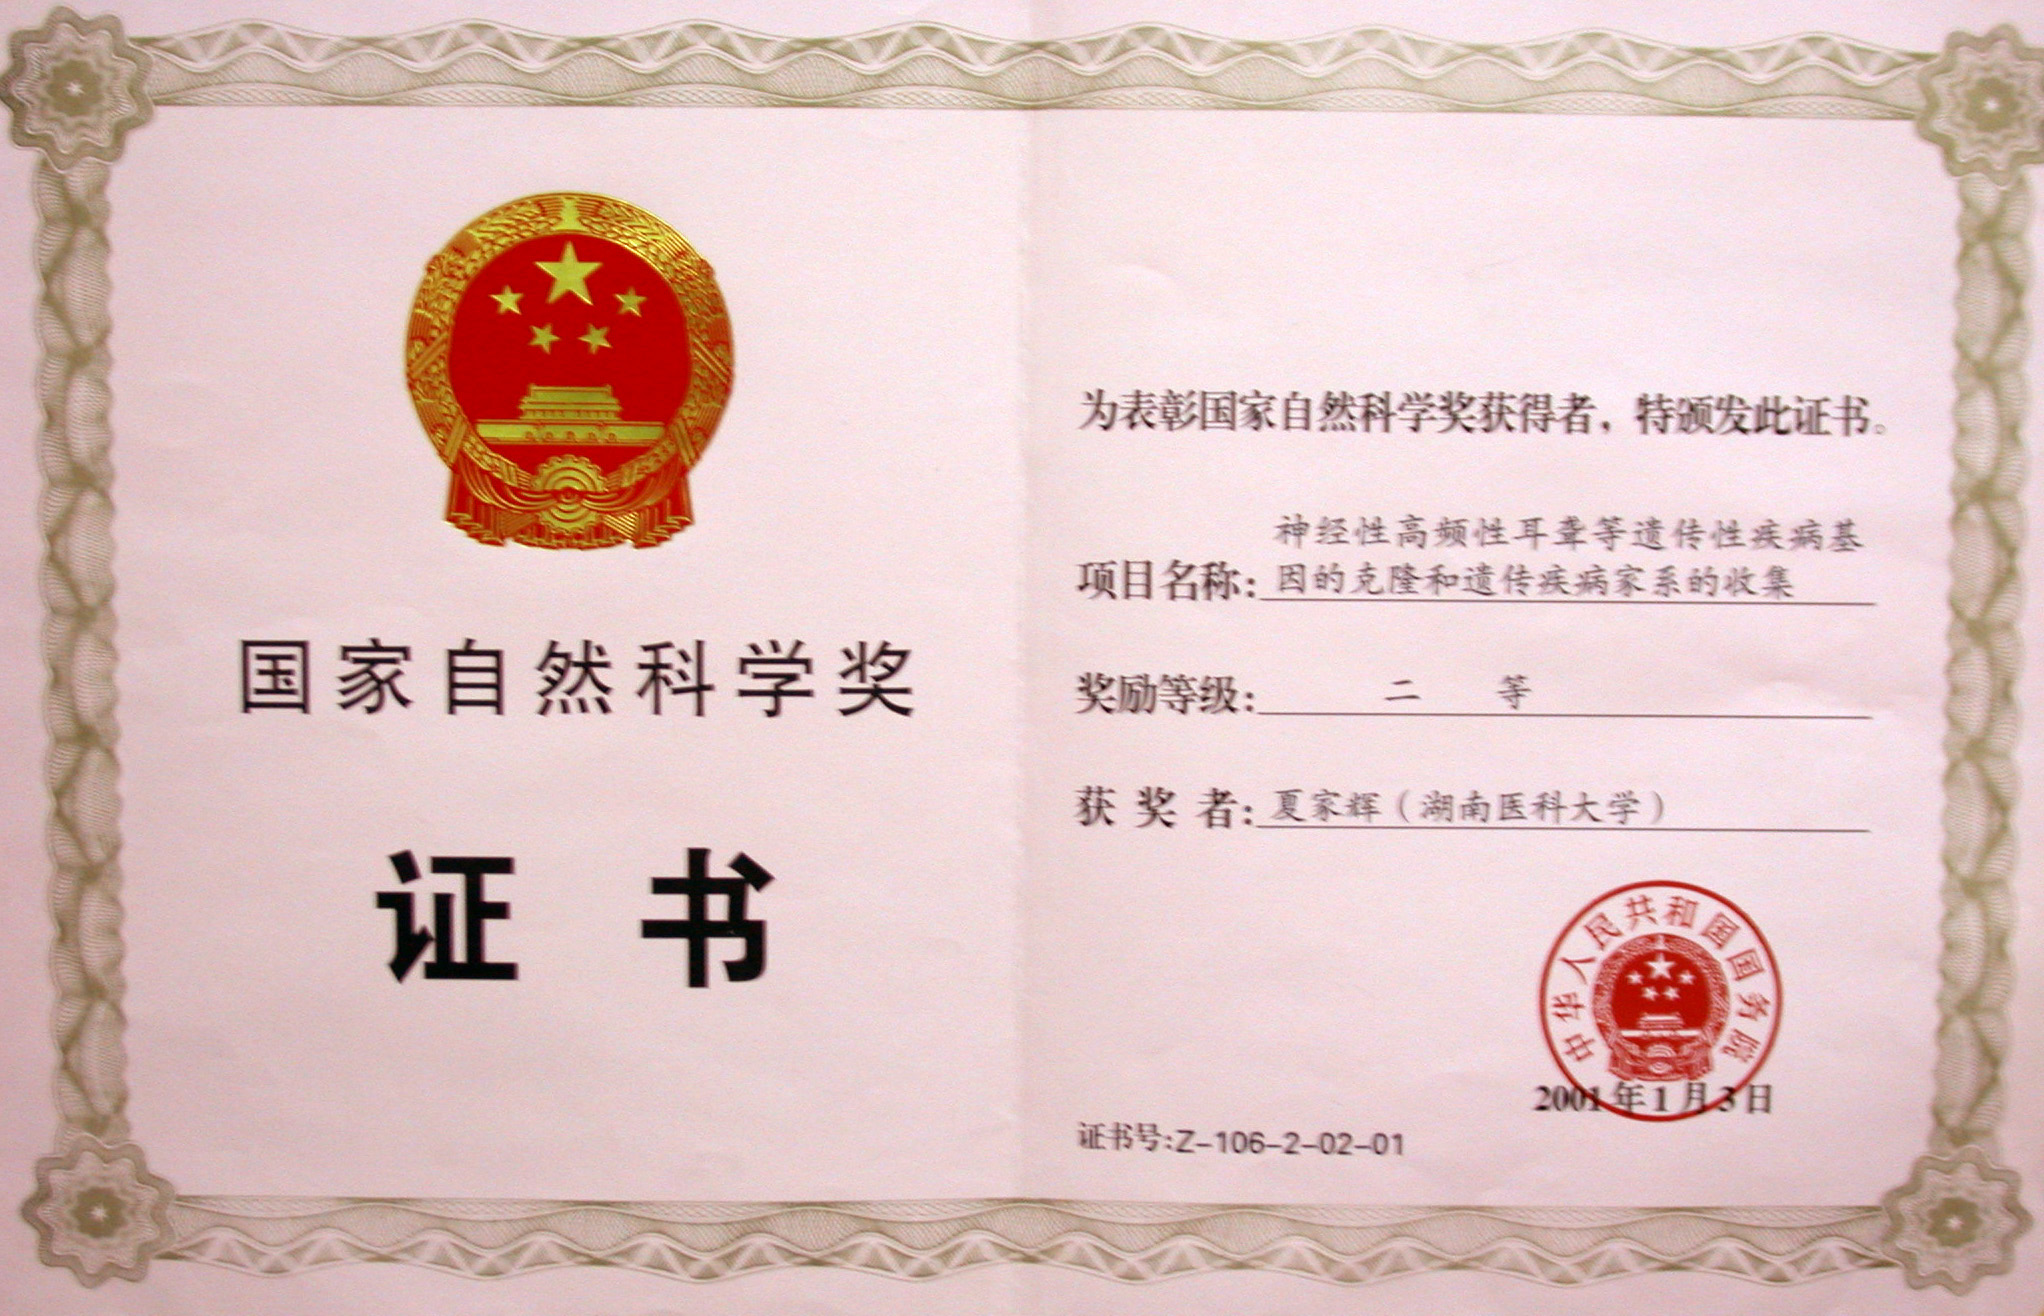 国家自然科学奖
证书
为表彰国家自然科学奖获得者，特颁发此证书。
神经性高频性耳聋等遗传性疾病基
项目名称：因的克隆和遗传疾病家系的收集
奖励等级：二 等
获奖者：夏家辉（湖南医科大学）
中华人民共和国国务院
2001年1月3日
证书号：Z-106-2-02-01